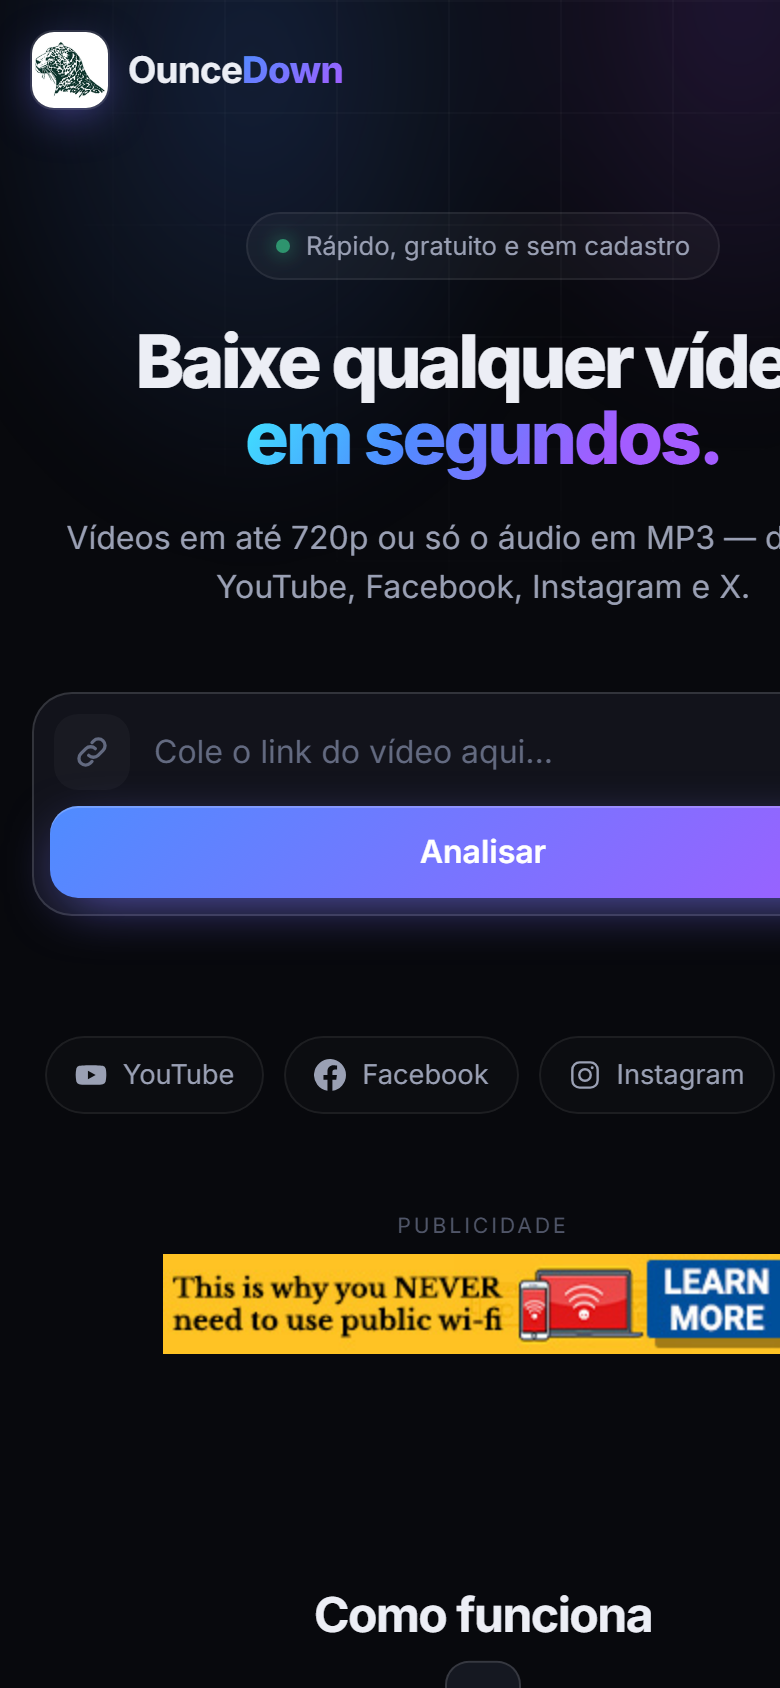 OunceDown
Rápido, gratuito e sem cadastro
Baixe qualquer víde
em segundos.
Vídeos em até 720p ou só o áudio em MP3 — d
YouTube, Facebook, Instagram e X.
Cole o link do vídeo aqui...
Analisar
YouTube
Facebook
Instagram
PUBLICIDADE
This is why you NEVER
need to use public wi-fi
LEARN
MORE
Como funciona